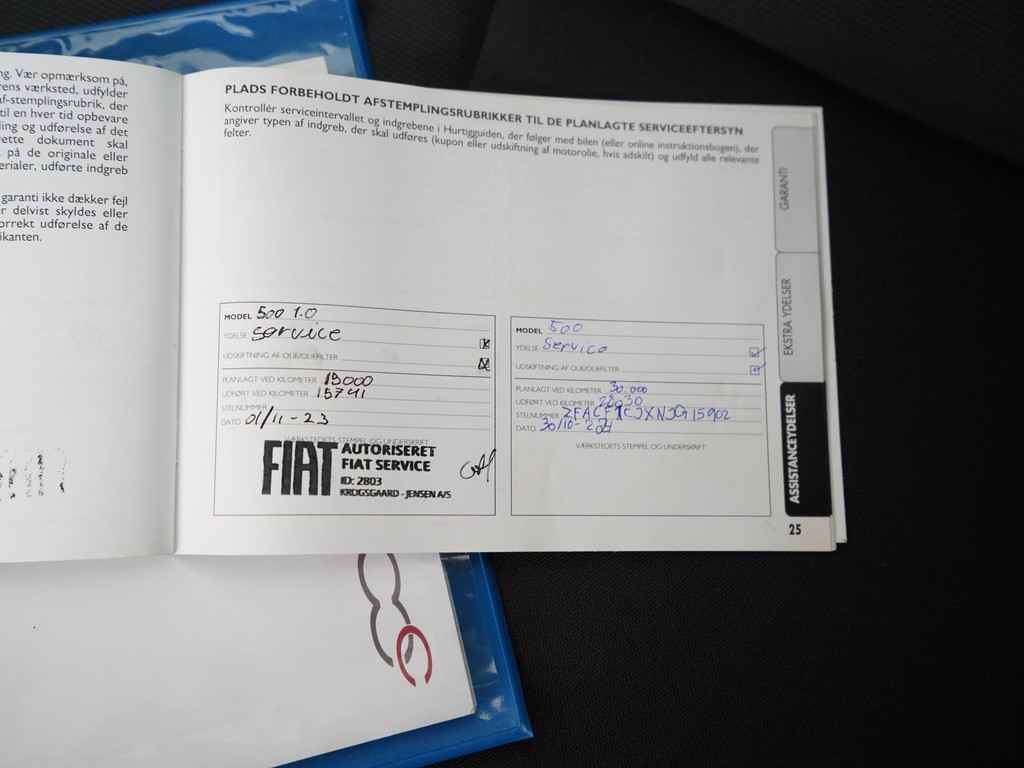 ng. Vær opmærksom på,
rens værksted, udfylder
af-stemplingsrubrik, der
til en hver tid opbevare
ling og udførelse af det
ette dokument skal
på de originale eller
erialer, udførte indgreb
garanti ikke dækker fejl
r delvist skyldes eller
orrekt udførelse af de
ikanten.
PLADS FORBEHOLDT AFSTEMPLINGSRUBRIKKER TIL DE PLANLAGTE SERVICEEFTERSYN
Kontrollér serviceintervallet og indgrebene i Hurtigguiden, der følger med bilen (eller online instruktionsbogen), der
angiver typen af indgreb, der skal udføres (kupon eller udskiftning af motorolie, hvis adskilt) og udfyld alle relevante
felter.
MODEL 500 1.0
YDELSE service
UDSKIFTNING AF OLIE/OLIEFILTER
PLANLAGT VED KILOMETER 15000
UDFØRT VED KILOMETER 15741
STELNUMMER
DATO 01/11-23
VÆRKSTEDETS STEMPEL OG UNDERSKRIFT
FIAT AUTORISERET
FIAT SERVICE
ID: 2803
KROGSGAARD - JENSEN A/S
MODEL 500
YDELSE Service
UDSKIFTNING AF OLIE/OLIEFILTER
PLANLAGT VED KILOMETER 30.000
UDFØRT VED KILOMETER
STELNUMMER
DATO 30/10-
VÆRKSTEDETS STEMPEL OG UNDERSKRIFT
GARANTI
EKSTRA YDELSER
ASSISTANCEYDELSER
25